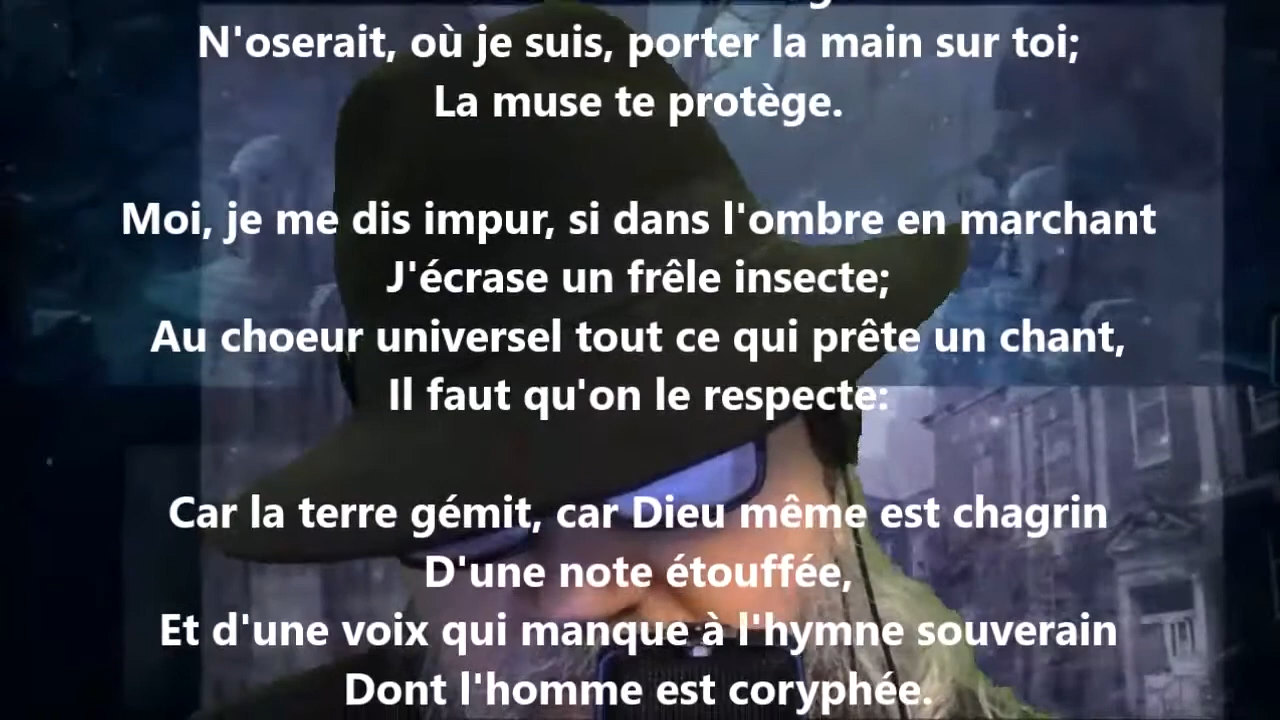 N'oserait, où je suis, porter la main sur toi;
La muse te protège.
Moi, je me dis impur, si dans l'ombre en marchant
J'écrase un frêle insecte;
Au choeur universel tout ce qui prête un chant,
Il faut qu'on le respecte:
Car la terre gémit, car Dieu même est chagrin
D'une note étouffée,
Et d'une voix qui manque à l'hymne souverain
Dont l'homme est coryphée.